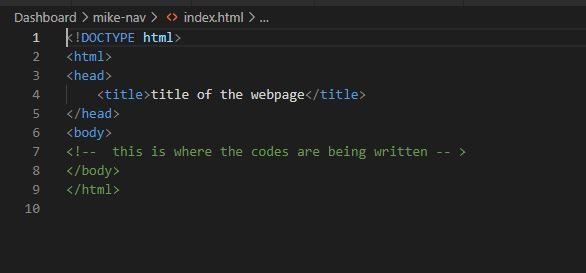 Dashboard > mike-nav > <> index.html > ...
1 <!DOCTYPE html>
2 <html>
3 <head>
4     <title>title of the webpage</title>
5 </head>
6 <body>
7 <!--  this is where the codes are being written -- >
8 </body>
9 </html>
10